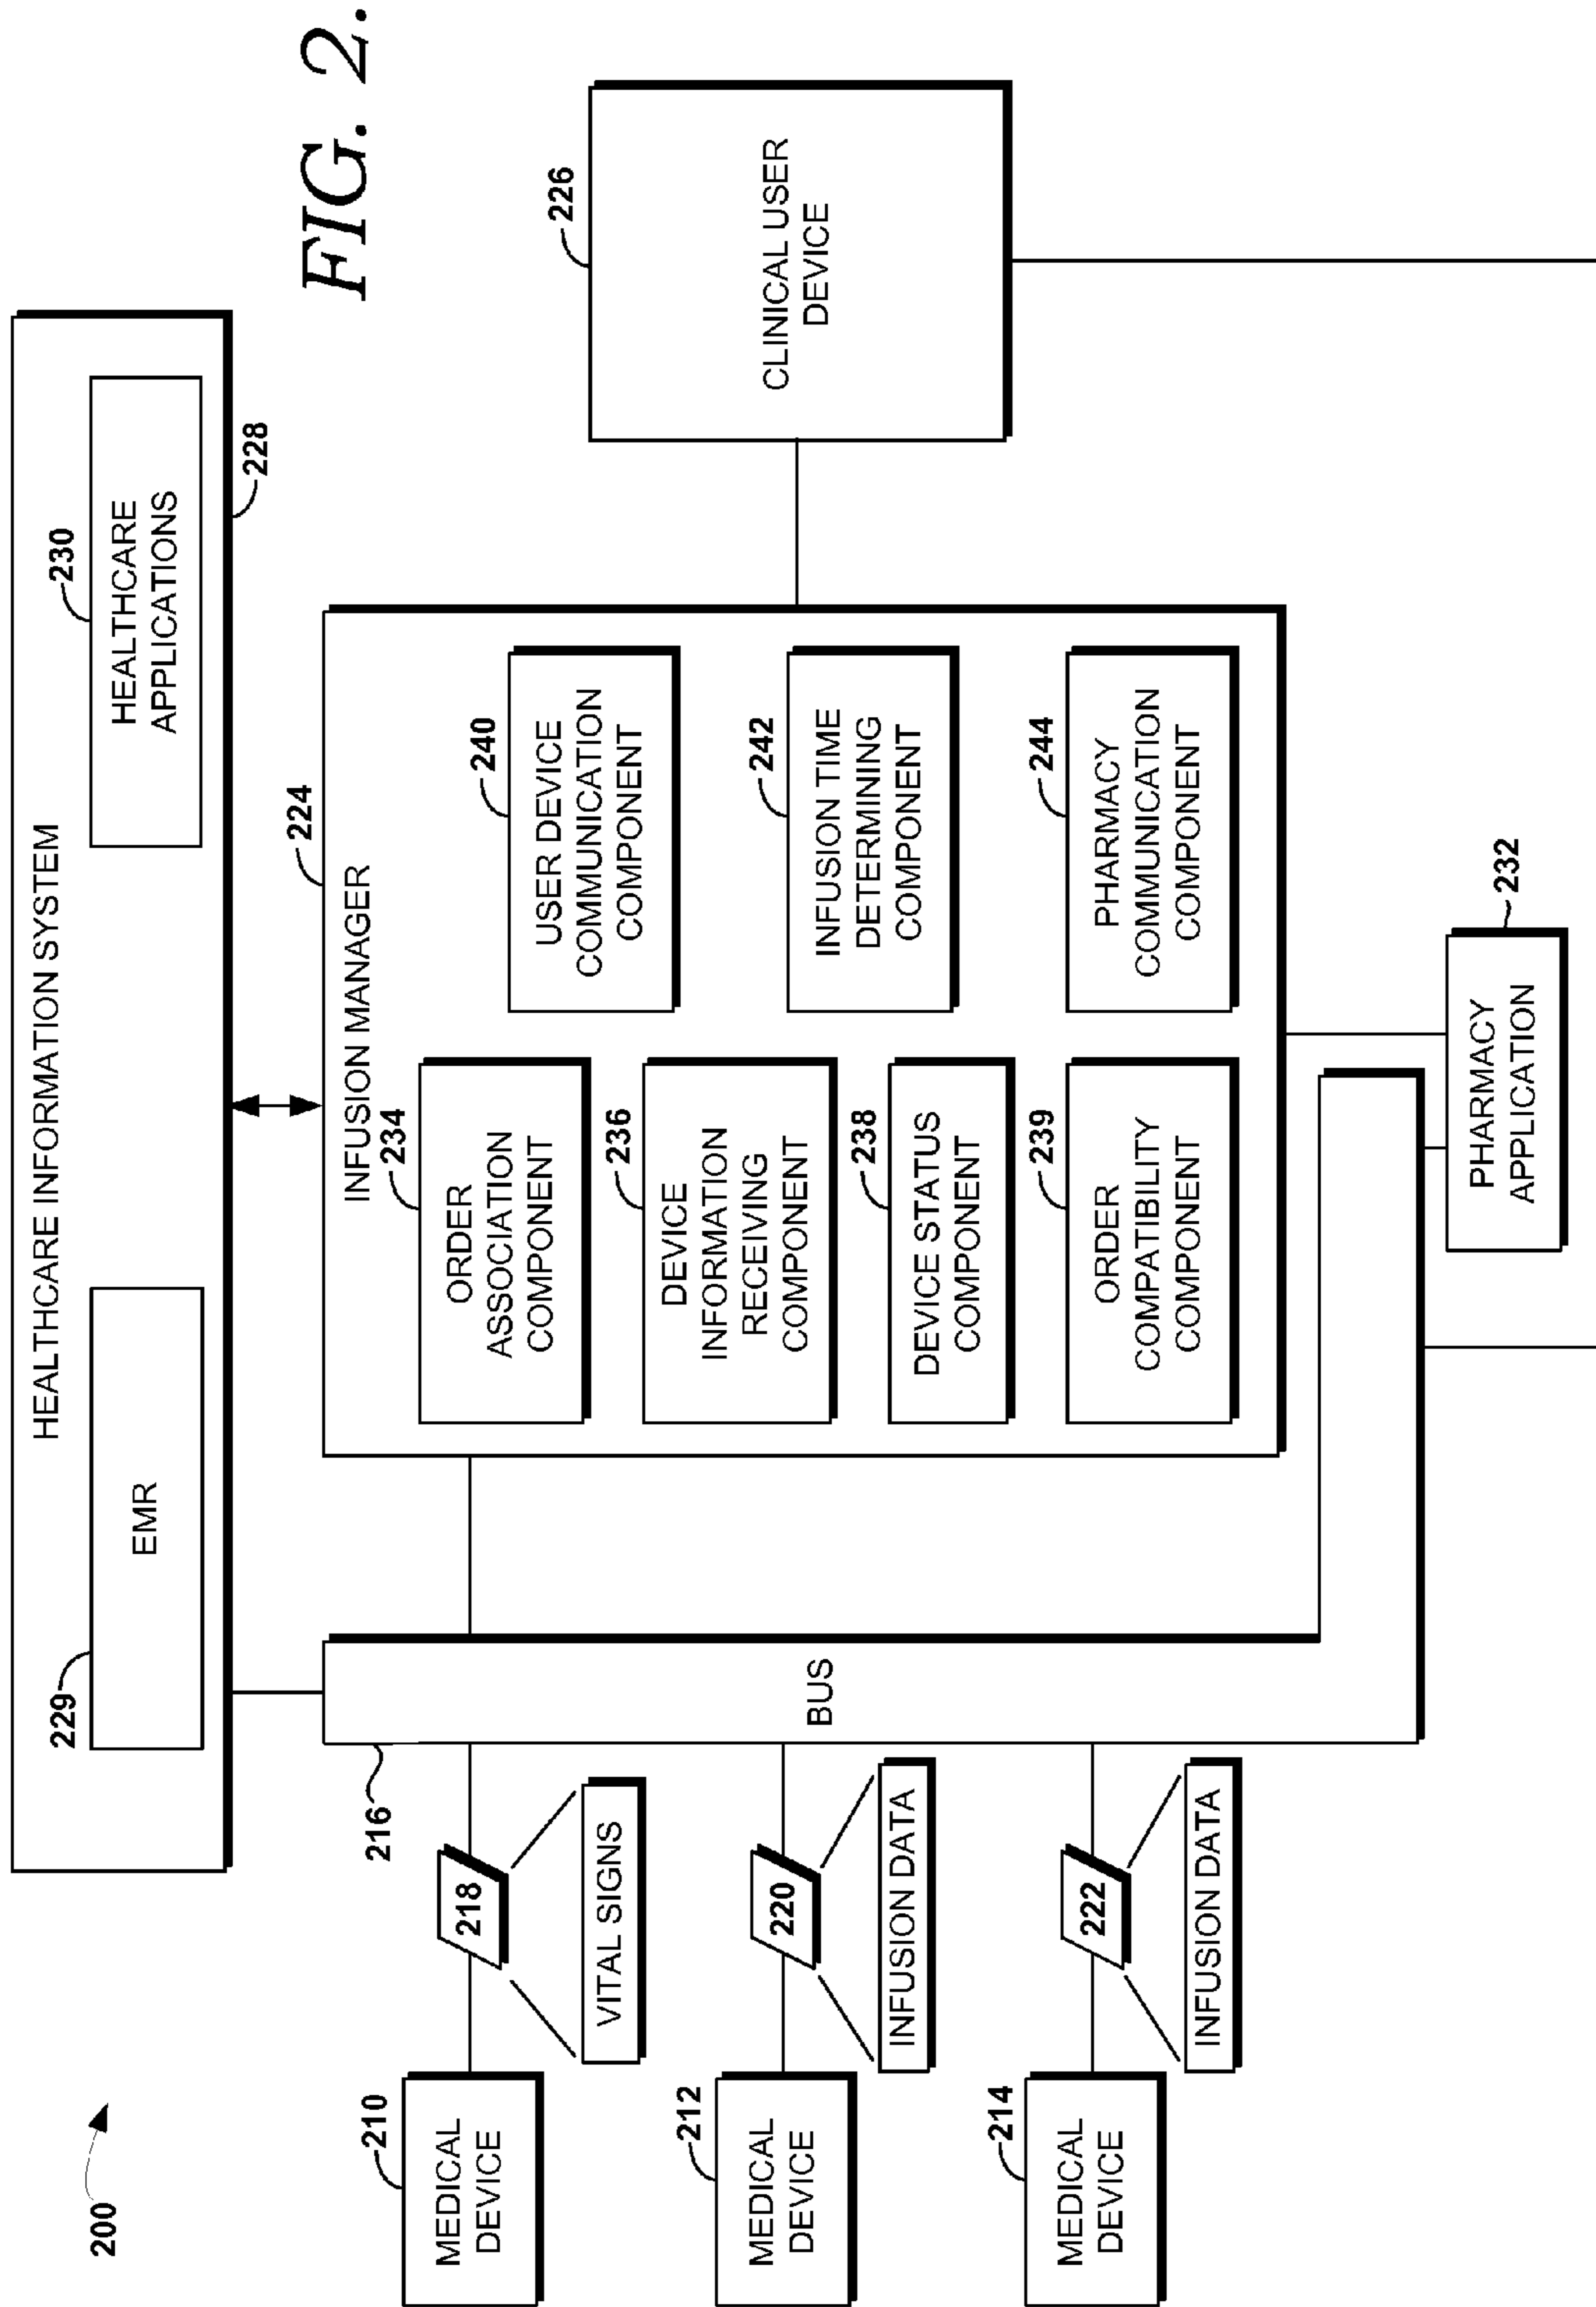 200
FIG. 2.
HEALTHCARE INFORMATION SYSTEM
229
EMR
230
HEALTHCARE
APPLICATIONS
228
210
MEDICAL
DEVICE
218
VITAL SIGNS
212
MEDICAL
DEVICE
220
INFUSION DATA
214
MEDICAL
DEVICE
222
INFUSION DATA
216
BUS
224
INFUSION MANAGER
234
ORDER
ASSOCIATION
COMPONENT
236
DEVICE
INFORMATION
RECEIVING
COMPONENT
238
DEVICE STATUS
COMPONENT
239
ORDER
COMPATIBILITY
COMPONENT
240
USER DEVICE
COMMUNICATION
COMPONENT
242
INFUSION TIME
DETERMINING
COMPONENT
244
PHARMACY
COMMUNICATION
COMPONENT
226
CLINICAL USER
DEVICE
232
PHARMACY
APPLICATION